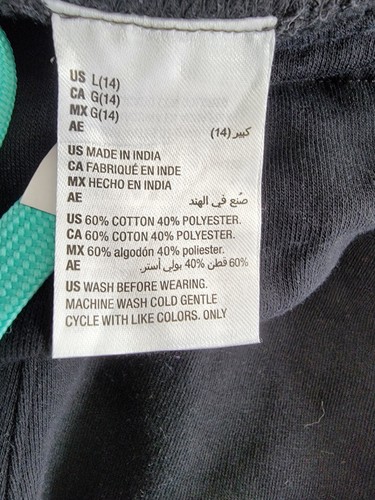 US L(14)
CA G(14)
MX G(14)
AE كبير (14)
US MADE IN INDIA
CA FABRIQUÉ EN INDE
MX HECHO EN INDIA
AE صُنع في الهند
US 60% COTTON 40% POLYESTER.
CA 60% COTON 40% POLYESTER.
MX 60% algodón 40% poliester.
AE 60% قطن 40% بولي أستر.
US WASH BEFORE WEARING.
MACHINE WASH COLD GENTLE
CYCLE WITH LIKE COLORS. ONLY